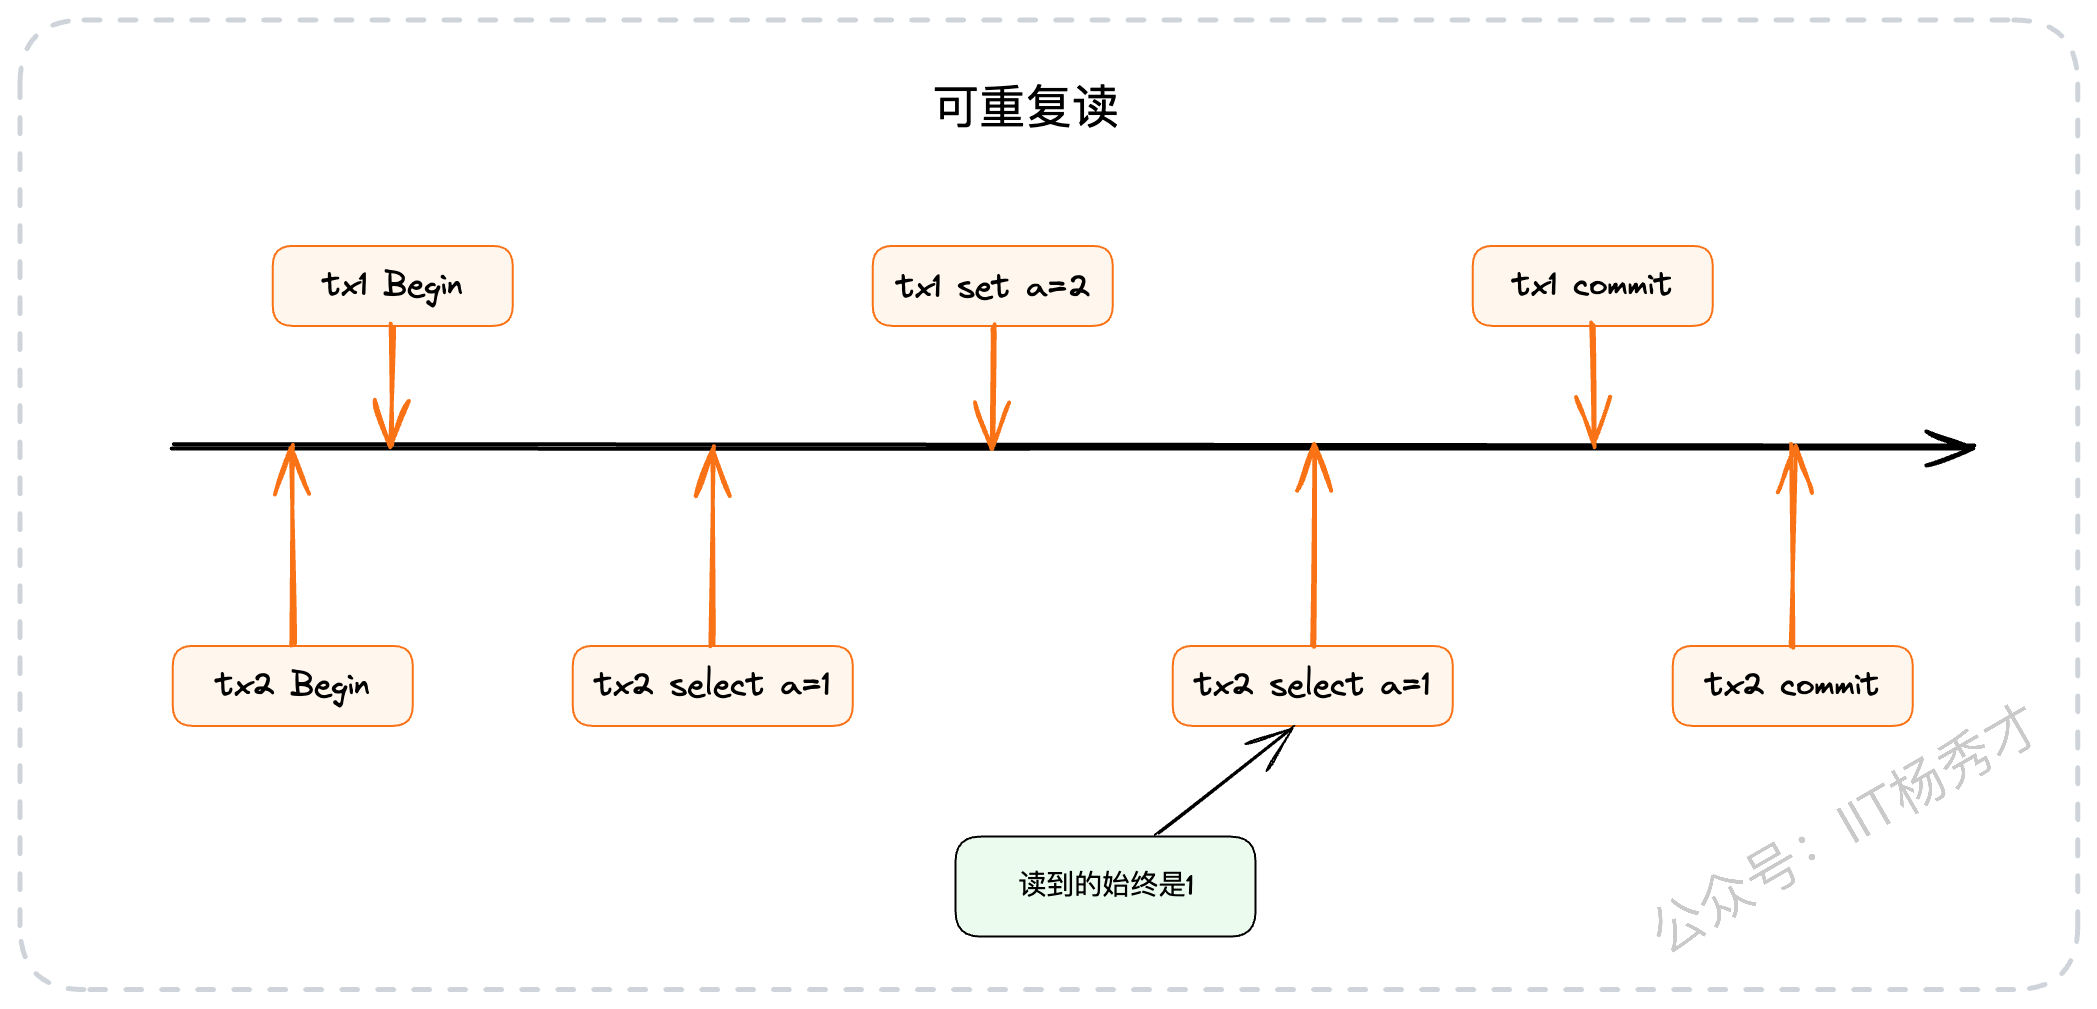 可重复读
tx1 Begin
tx1 set a=2
tx1 commit
tx2 Begin
tx2 select a=1
tx2 select a=1
tx2 commit
读到的始终是1
公众号：IIT杨秀才